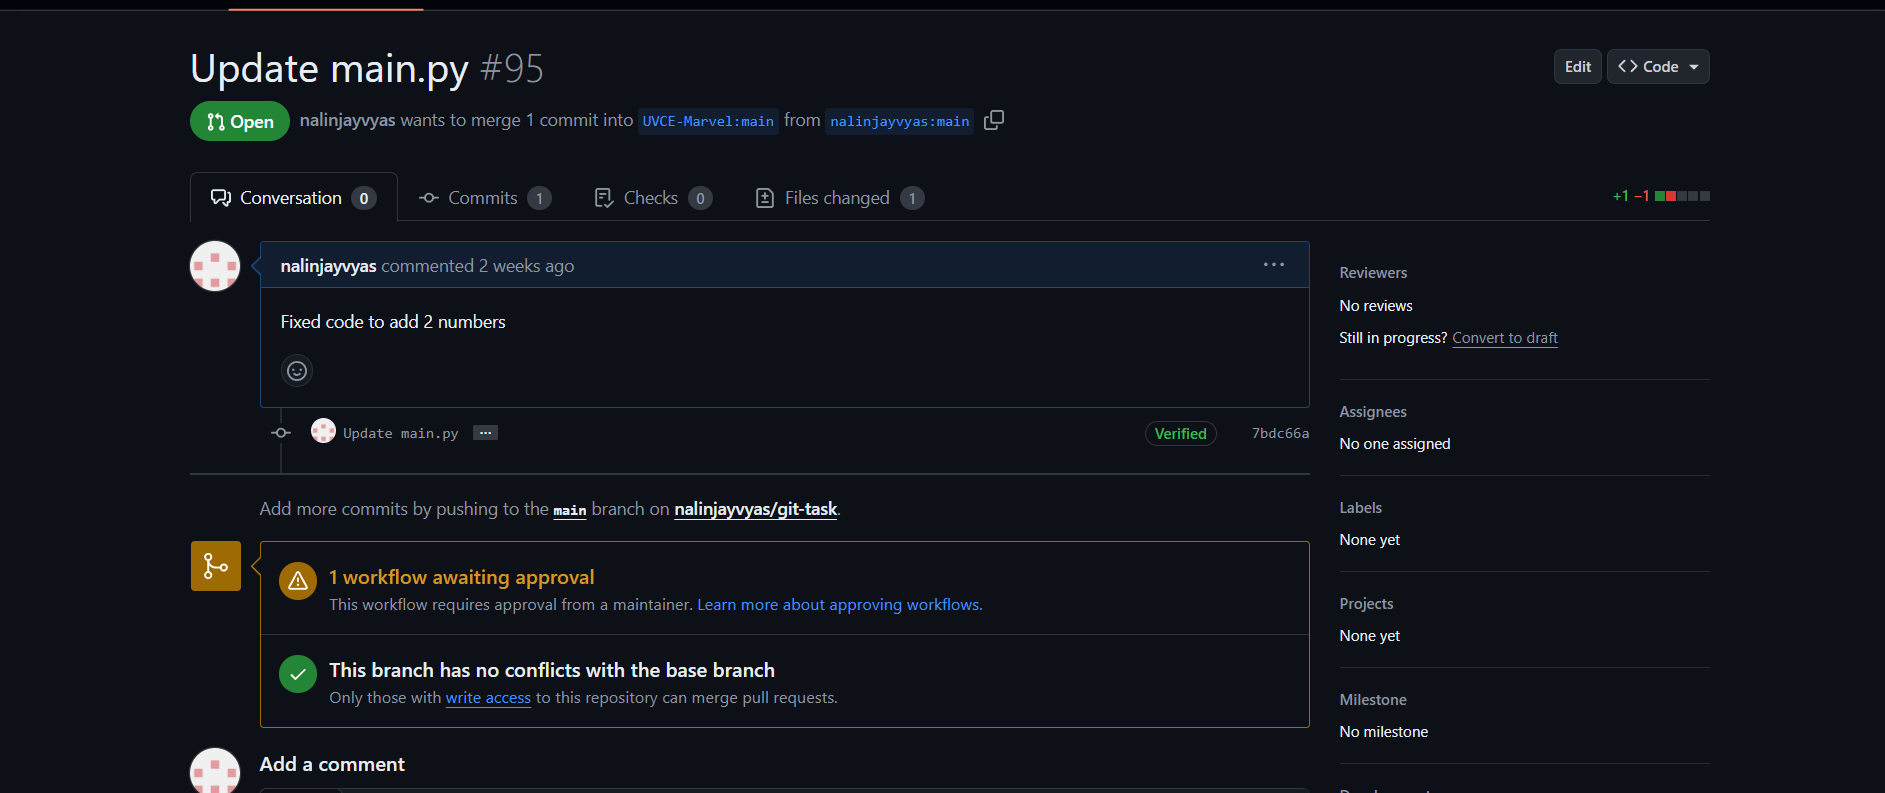 Update main.py #95
Edit
Code
Open
nalinjayvyas wants to merge 1 commit into UVCE-Marvel:main from nalinjayvyas:main
Conversation 0
Commits 1
Checks 0
Files changed 1
+1 −1
nalinjayvyas commented 2 weeks ago
Fixed code to add 2 numbers
Update main.py
Verified
7bdc66a
Add more commits by pushing to the main branch on nalinjayvyas/git-task.
1 workflow awaiting approval
This workflow requires approval from a maintainer. Learn more about approving workflows.
This branch has no conflicts with the base branch
Only those with write access to this repository can merge pull requests.
Add a comment
Reviewers
No reviews
Still in progress? Convert to draft
Assignees
No one assigned
Labels
None yet
Projects
None yet
Milestone
No milestone